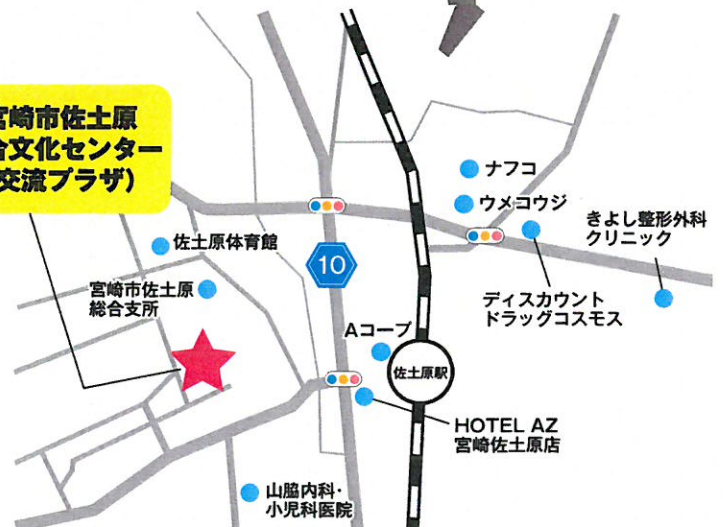 宮崎市佐土原
合文化センター
交流プラザ)
ナフコ
ウメコウジ
きよし整形外科
クリニック
佐土原体育館
10
宮崎市佐土原
総合支所
ディスカウント
ドラッグコスモス
Aコープ
佐土原駅
HOTEL AZ
宮崎佐土原店
山脇内科・
小児科医院